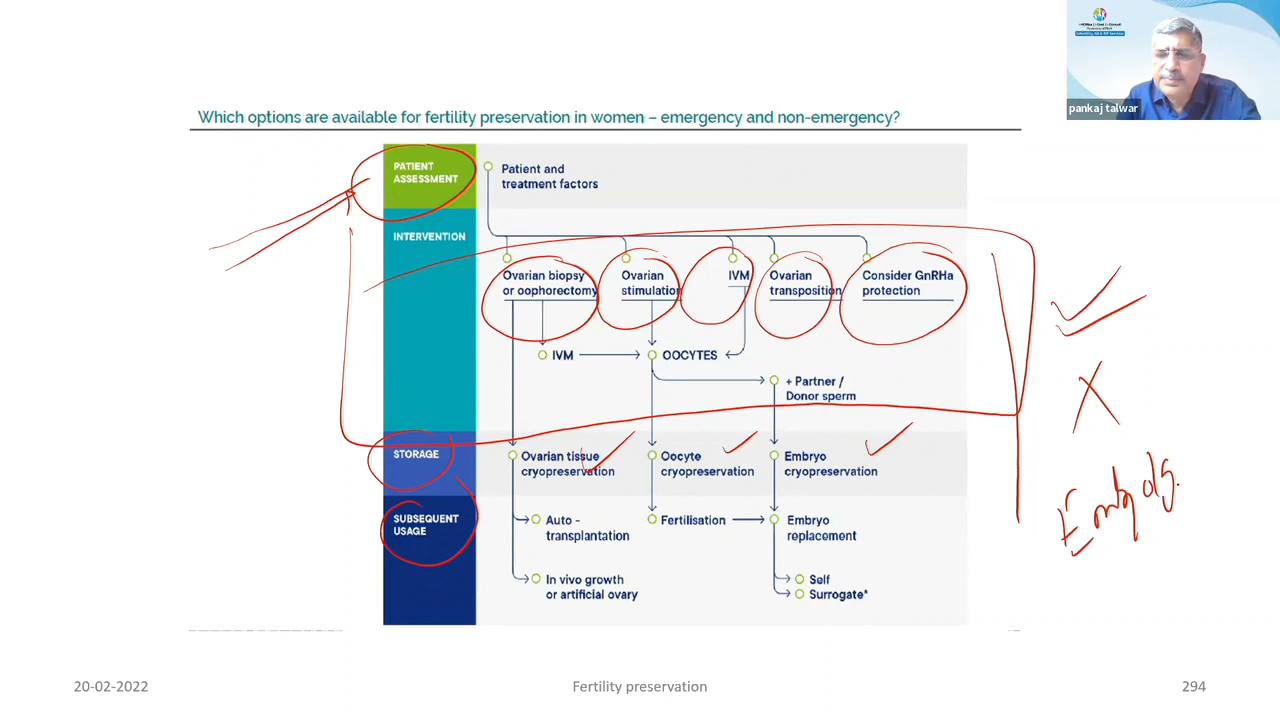 pankaj talwar
Which options are available for fertility preservation in women – emergency and non-emergency?
PATIENT
ASSESSMENT
Patient and
treatment factors
INTERVENTION
Ovarian biopsy
or oophorectomy
Ovarian
stimulation
IVM
Ovarian
transposition
Consider GnRHa
protection
IVM
OOCYTES
+ Partner /
Donor sperm
STORAGE
Ovarian tissue
cryopreservation
Oocyte
cryopreservation
Embryo
cryopreservation
SUBSEQUENT
USAGE
Auto -
transplantation
Fertilisation
Embryo
replacement
In vivo growth
or artificial ovary
Self
Surrogate*
20-02-2022
Fertility preservation
294